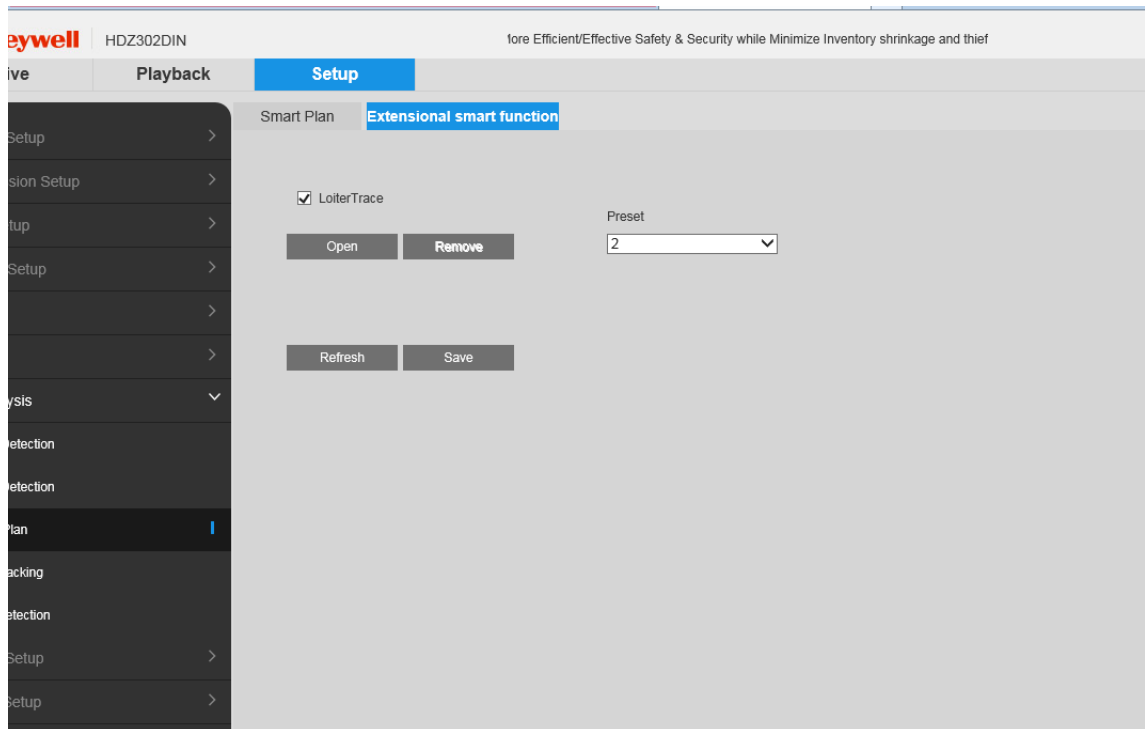 eywell HDZ302DIN fore Efficient/Effective Safety & Security while Minimize Inventory shrinkage and thief
ive Playback Setup
Smart Plan Extensional smart function
Setup
sion Setup
tup
Setup
ysis
etection
etection
Plan
acking
etection
Setup
Setup
LoiterTrace
Preset
Open Remove 2
Refresh Save